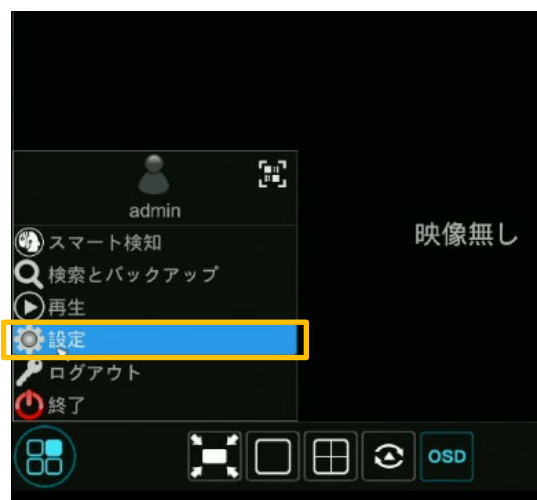 admin
映像無し
スマート検知
検索とバックアップ
再生
設定
ログアウト
終了
OSD